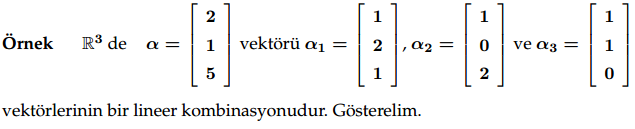 Örnek ℝ³ de α = [2 1 5] vektörü α₁ = [1 2 1], α₂ = [1 0 2] ve α₃ = [1 1 0]
vektörlerinin bir lineer kombinasyonudur. Gösterelim.